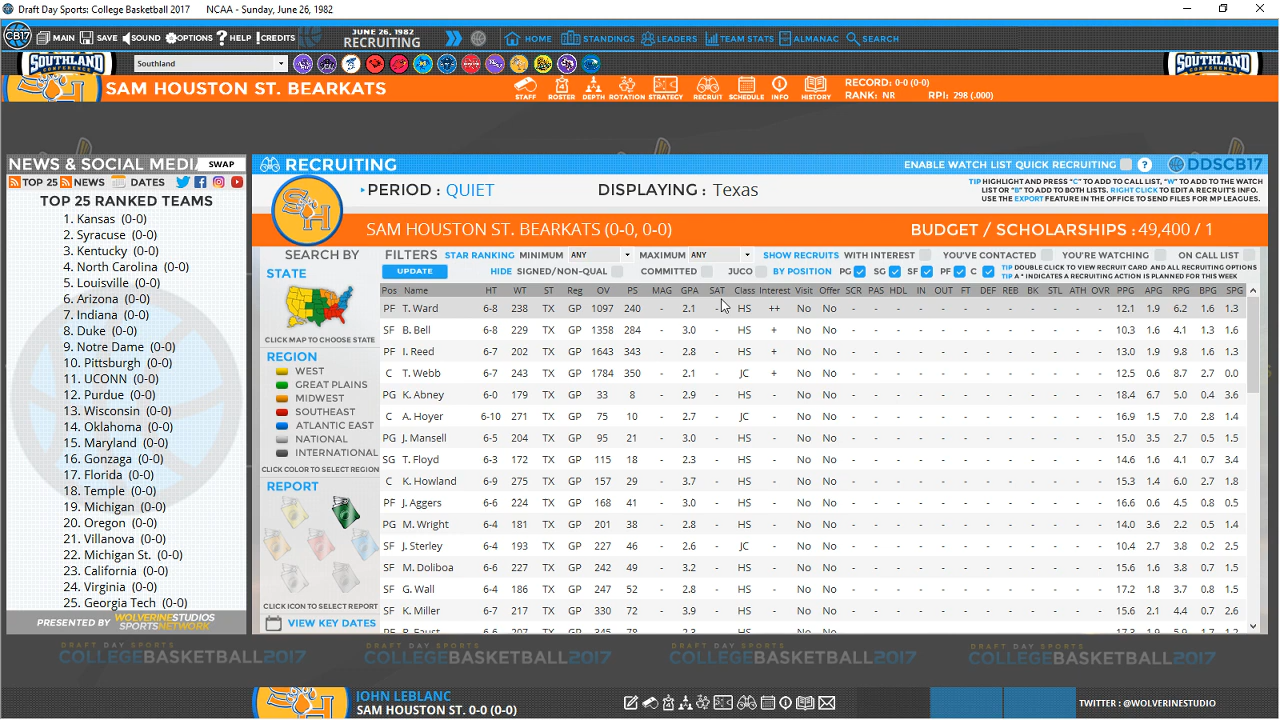 Draft Day Sports: College Basketball 2017 NCAA - Sunday, June 26, 1982
CB17 MAIN SAVE SOUND OPTIONS HELP CREDITS JUNE 26, 1982 RECRUITING HOME STANDINGS LEADERS TEAM STATS ALMANAC SEARCH
SOUTHLAND CONFERENCE Southland SOUTHLAND CONFERENCE
SAM HOUSTON ST. BEARKATS STAFF ROSTER DEPTH ROTATION STRATEGY RECRUIT SCHEDULE INFO HISTORY
RECORD: 0-0 (0-0)
RANK: NR RPI: 298 (.000)
NEWS & SOCIAL MEDIA SWAP
TOP 25 NEWS DATES
TOP 25 RANKED TEAMS
1. Kansas (0-0)
2. Syracuse (0-0)
3. Kentucky (0-0)
4. North Carolina (0-0)
5. Louisville (0-0)
6. Arizona (0-0)
7. Indiana (0-0)
8. Duke (0-0)
9. Notre Dame (0-0)
10. Pittsburgh (0-0)
11. UCONN (0-0)
12. Purdue (0-0)
13. Wisconsin (0-0)
14. Oklahoma (0-0)
15. Maryland (0-0)
16. Gonzaga (0-0)
17. Florida (0-0)
18. Temple (0-0)
19. Michigan (0-0)
20. Oregon (0-0)
21. Villanova (0-0)
22. Michigan St. (0-0)
23. California (0-0)
24. Virginia (0-0)
25. Georgia Tech (0-0)
PRESENTED BY WOLVERINESTUDIOS SPORTSNETWORK
RECRUITING ENABLE WATCH LIST QUICK RECRUITING ? DDSCB17
PERIOD : QUIET DISPLAYING : Texas
TIP HIGHLIGHT AND PRESS "C" TO ADD TO CALL LIST, "W" TO ADD TO THE WATCH
LIST OR "B" TO ADD TO BOTH LISTS. RIGHT CLICK TO EDIT A RECRUITS INFO.
USE THE EXPORT FEATURE IN THE OFFICE TO SEND FILES FOR MP LEAGUES.
SAM HOUSTON ST. BEARKATS (0-0, 0-0) BUDGET / SCHOLARSHIPS : 49,400 / 1
SEARCH BY FILTERS STAR RANKING MINIMUM ANY MAXIMUM ANY SHOW RECRUITS WITH INTEREST YOU'VE CONTACTED YOU'RE WATCHING ON CALL LIST
STATE UPDATE HIDE SIGNED/NON-QUAL COMMITTED JUCO BY POSITION PG SG SF PF C
TIP DOUBLE CLICK TO VIEW RECRUIT CARD AND ALL RECRUITING OPTIONS
TIP A * INDICATES A RECRUITING ACTION IS PLANNED FOR THIS WEEK
CLICK MAP TO CHOOSE STATE
REGION
WEST
GREAT PLAINS
MIDWEST
SOUTHEAST
ATLANTIC EAST
NATIONAL
INTERNATIONAL
CLICK COLOR TO SELECT REGION
REPORT
CLICK ICON TO SELECT REPORT
VIEW KEY DATES
Pos Name HT WT ST Reg OV PS MAG GPA SAT Class Interest Visit Offer SCR PAS HDL IN OUT FT DEF REB BK STL ATH OVR PPG APG RPG BPG SPG
PF T. Ward 6-8 238 TX GP 1097 240 - 2.1 - HS ++ No No - - - - - - - - - - - - 12.1 1.9 6.2 1.6 1.3
SF B. Bell 6-8 229 TX GP 1358 284 - 3.0 - HS + No No - - - - - - - - - - - - 10.3 1.6 4.1 1.3 1.6
PF I. Reed 6-7 202 TX GP 1643 343 - 2.8 - HS + No No - - - - - - - - - - - - 13.0 1.9 9.8 1.6 1.3
C T. Webb 6-7 243 TX GP 1784 350 - 2.1 - JC + No No - - - - - - - - - - - - 12.5 0.6 8.7 2.7 0.0
PG K. Abney 6-0 179 TX GP 33 8 - 2.9 - HS No No - - - - - - - - - - - - 18.4 6.7 5.0 0.4 3.6
C A. Hoyer 6-10 271 TX GP 75 10 - 2.7 - JC No No - - - - - - - - - - - - 16.9 1.5 7.0 2.8 1.4
PG J. Mansell 6-5 204 TX GP 95 21 - 3.0 - HS No No - - - - - - - - - - - - 15.0 3.5 2.7 0.5 1.5
SG T. Floyd 6-3 172 TX GP 115 18 - 2.3 - HS No No - - - - - - - - - - - - 14.6 1.6 4.1 0.7 3.4
C K. Howland 6-9 275 TX GP 157 29 - 3.7 - HS No No - - - - - - - - - - - - 15.3 1.4 6.0 2.7 1.8
PF J. Aggers 6-6 224 TX GP 168 41 - 3.0 - HS No No - - - - - - - - - - - - 16.6 0.6 4.5 0.8 0.5
PG M. Wright 6-4 181 TX GP 201 38 - 2.8 - HS No No - - - - - - - - - - - - 14.0 3.6 2.2 0.5 1.4
SF J. Sterley 6-4 193 TX GP 227 46 - 2.6 - JC No No - - - - - - - - - - - - 10.4 2.7 3.8 0.2 2.5
SF M. Doliboa 6-6 227 TX GP 242 49 - 3.2 - HS No No - - - - - - - - - - - - 15.6 1.6 3.8 0.7 1.5
SF G. Wall 6-4 186 TX GP 247 52 - 2.8 - HS No No - - - - - - - - - - - - 17.2 1.8 3.5 0.7 1.1
SF K. Miller 6-7 217 TX GP 330 72 - 3.9 - HS No No - - - - - - - - - - - - 15.6 2.1 4.4 0.7 2.6
DRAFT DAY SPORTS COLLEGEBASKETBALL2017 DRAFT DAY SPORTS COLLEGEBASKETBALL2017 DRAFT DAY SPORTS COLLEGEBASKETBALL2017 DRAFT DAY SPORTS COLLEGEBASKETBALL2017
JOHN LEBLANC
SAM HOUSTON ST. 0-0 (0-0) TWITTER : @WOLVERINESTUDIO